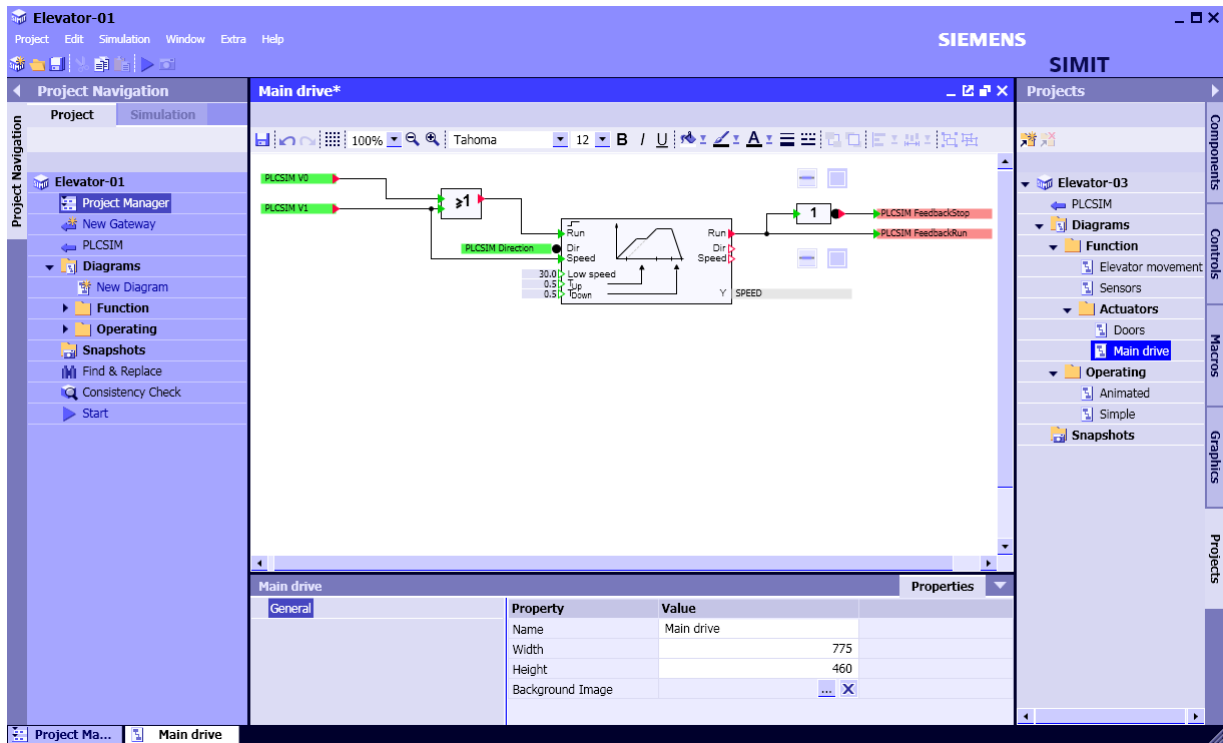 Elevator-01
Project Edit Simulation Window Extra Help
SIEMENS
SIMIT
Project Navigation
Project Simulation
Project Navigation
Elevator-01
Project Manager
New Gateway
PLCSIM
Diagrams
New Diagram
Function
Operating
Snapshots
Find & Replace
Consistency Check
Start
Main drive*
100% Tahoma 12 B I U A
PLCSIM V0
PLCSIM V1
≥1
PLCSIM Direction
Run Run
Dir Dir
Speed Speed
30.0 Low speed
0.5 TUp
0.5 TDown
Y SPEED
1
PLCSIM FeedbackStop
PLCSIM FeedbackRun
Main drive Properties
General
Property Value
Name Main drive
Width 775
Height 460
Background Image ... X
Projects
Elevator-03
PLCSIM
Diagrams
Function
Elevator movement
Sensors
Actuators
Doors
Main drive
Operating
Animated
Simple
Snapshots
Components
Controls
Macros
Graphics
Projects
Project Ma... Main drive